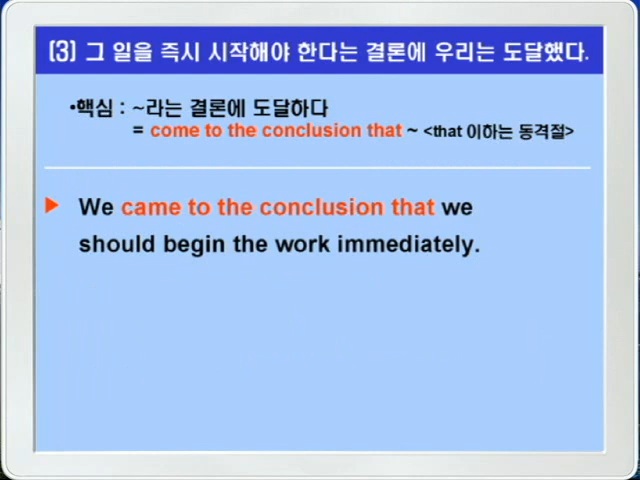 (3) 그 일을 즉시 시작해야 한다는 결론에 우리는 도달했다.
•핵심 : ~라는 결론에 도달하다
= come to the conclusion that ~ <that 이하는 동격절>
We came to the conclusion that we
should begin the work immediately.